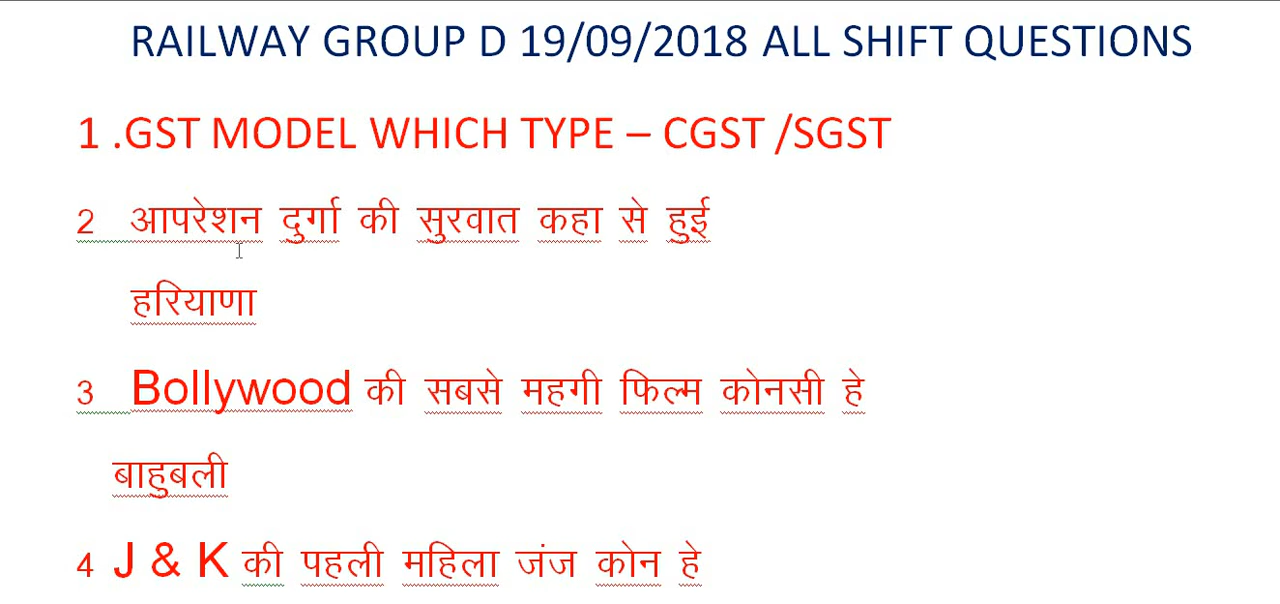 RAILWAY GROUP D 19/09/2018 ALL SHIFT QUESTIONS
1 .GST MODEL WHICH TYPE – CGST /SGST
2 आपरेशन दुर्गा की सुरवात कहा से हुई
हरियाणा
3 Bollywood की सबसे महगी फिल्म कोनसी हे
बाहुबली
4 J & K की पहली महिला जंज कोन हे